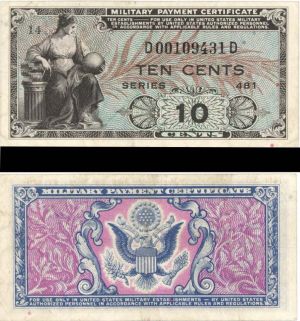 MILITARY PAYMENT CERTIFICATE
TEN CENTS — FOR USE ONLY IN UNITED STATES MILITARY
ESTABLISHMENTS BY UNITED STATES AUTHORIZED PERSONNEL
IN ACCORDANCE WITH APPLICABLE RULES AND REGULATIONS.
14
D00109431D
TEN CENTS
SERIES 481
10
CENTS
MILITARY PAYMENT CERTIFICATE
FOR USE ONLY IN UNITED STATES MILITARY ESTABLISHMENTS — BY UNITED STATES
AUTHORIZED PERSONNEL IN ACCORDANCE WITH APPLICABLE RULES AND REGULATIONS